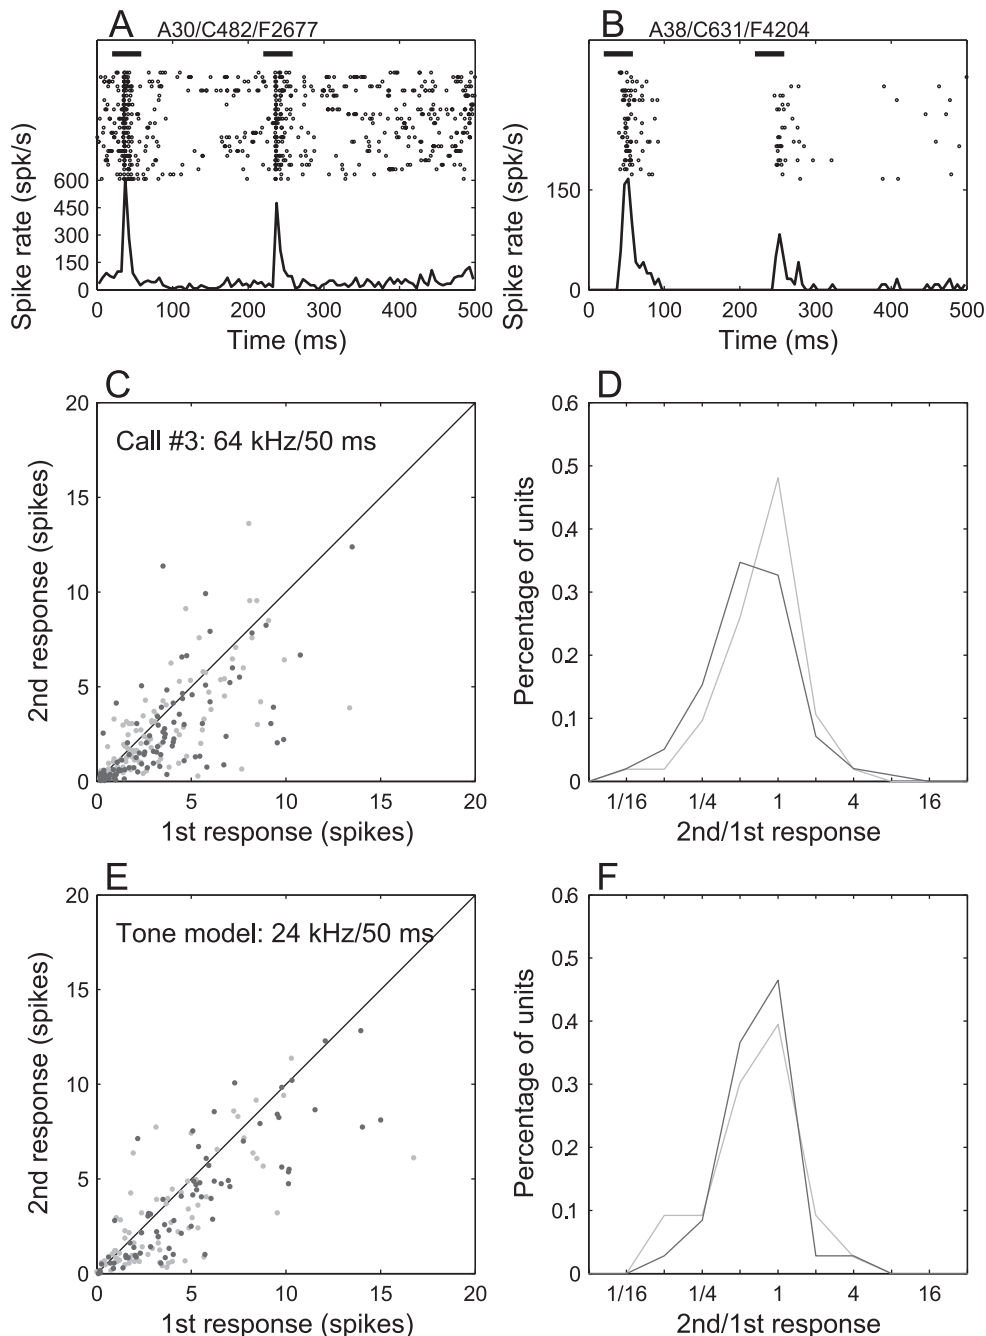 A
A30/C482/F2677
Spike rate (spk/s)
600
450
300
150
0
0 100 200 300 400 500
Time (ms)
B
A38/C631/F4204
Spike rate (spk/s)
150
0
0 100 200 300 400 500
Time (ms)
C
Call #3: 64 kHz/50 ms
2nd response (spikes)
20
15
10
5
0
0 5 10 15 20
1st response (spikes)
D
Percentage of units
0.6
0.5
0.4
0.3
0.2
0.1
0
1/16 1/4 1 4 16
2nd/1st response
E
Tone model: 24 kHz/50 ms
2nd response (spikes)
20
15
10
5
0
0 5 10 15 20
1st response (spikes)
F
Percentage of units
0.6
0.5
0.4
0.3
0.2
0.1
0
1/16 1/4 1 4 16
2nd/1st response